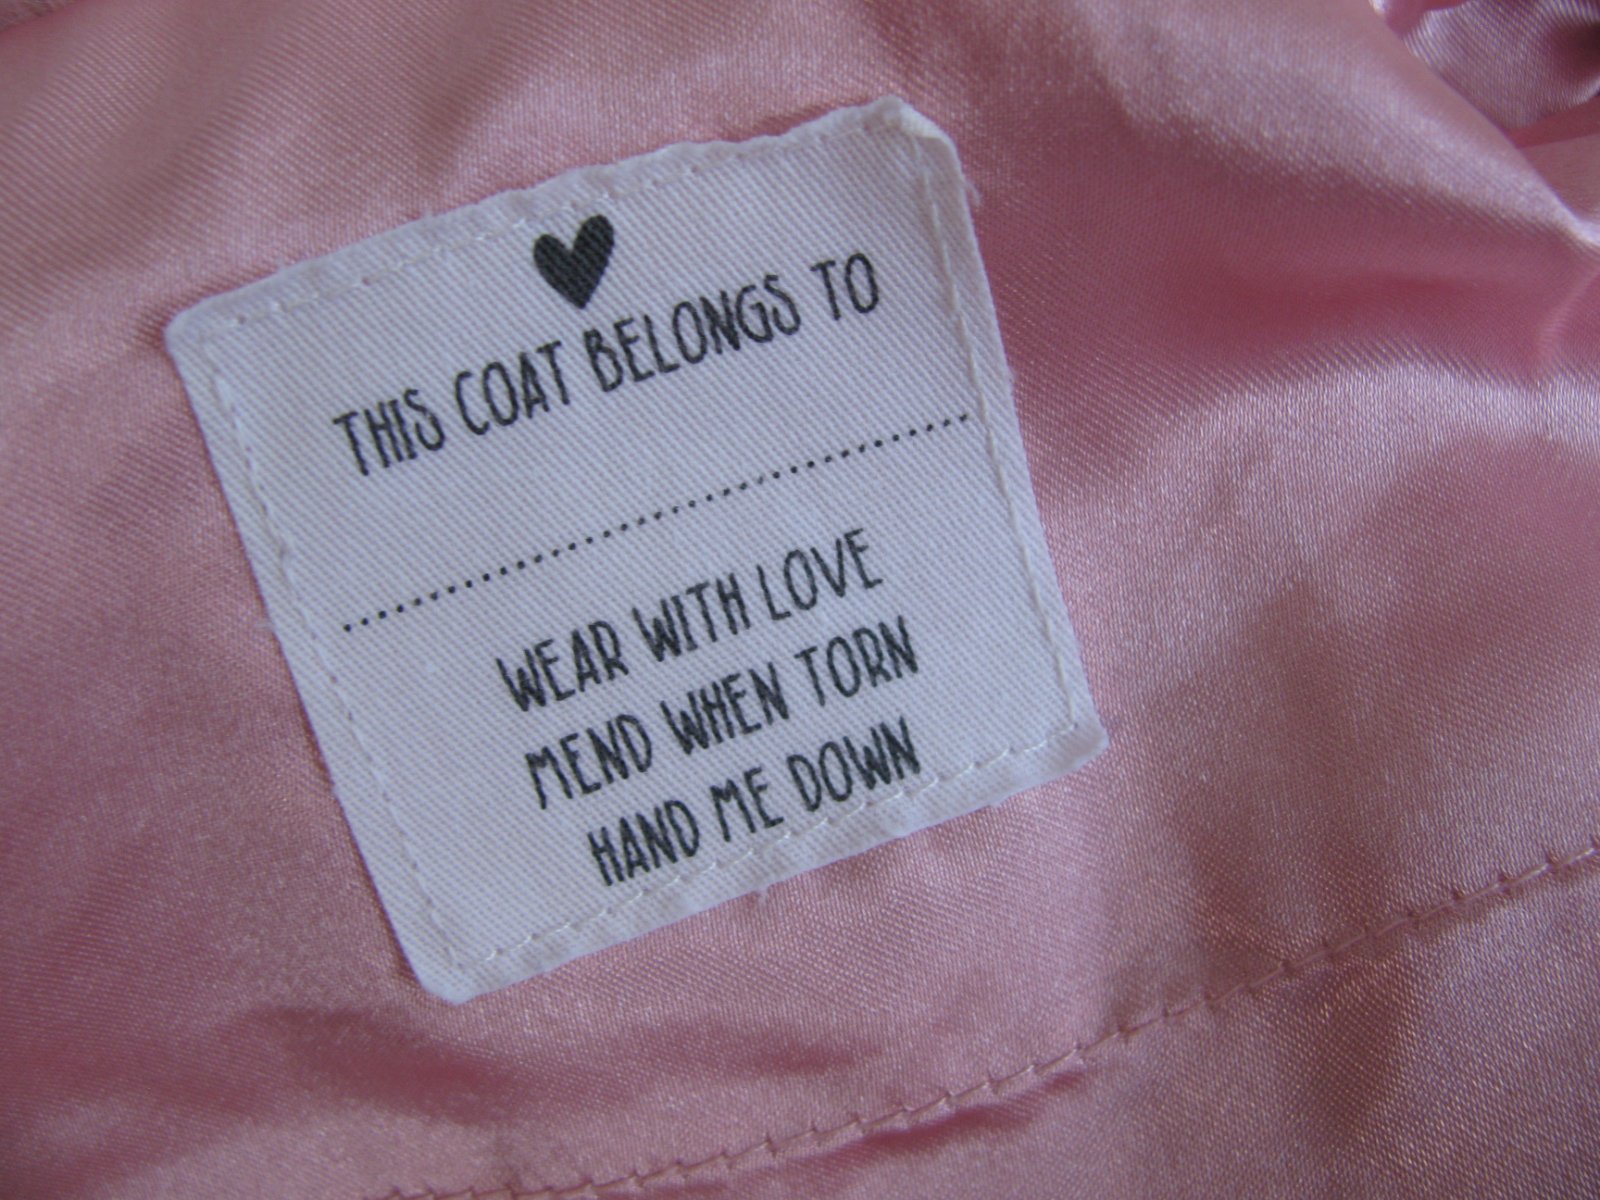 THIS COAT BELONGS TO
................................................
WEAR WITH LOVE
MEND WHEN TORN
HAND ME DOWN